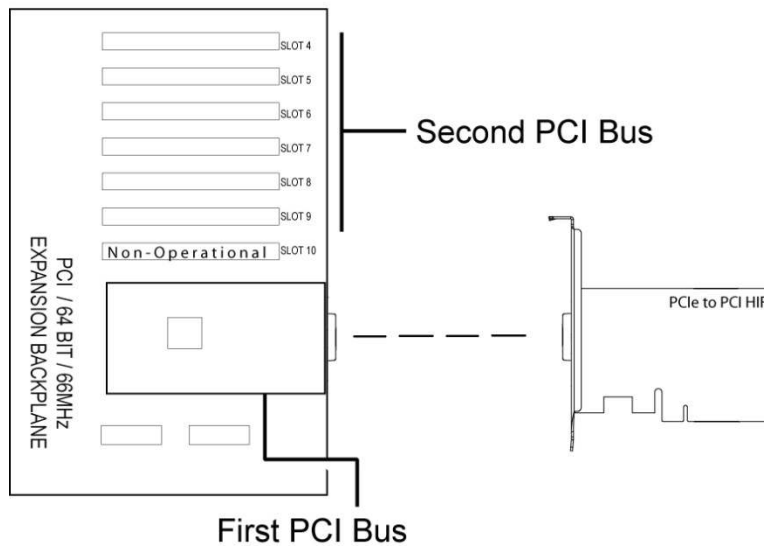 SLOT 4
SLOT 5
SLOT 6
SLOT 7
SLOT 8
SLOT 9
Non-Operational SLOT 10
Second PCI Bus
PCI / 64 BIT / 66MHz
EXPANSION BACKPLANE
PCIe to PCI HIF
First PCI Bus